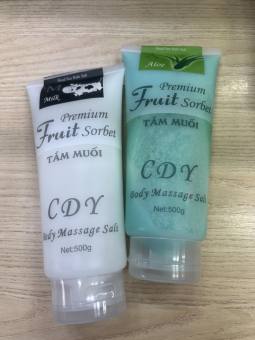 Milk
Premium
Fruit Sorbet
TẮM MUỐI
CDY
Body Massage Salt
Net:500g
Aloe
Premium
Fruit Sorbet
TẮM MUỐI
CDY
Body Massage Salt
Net:500g